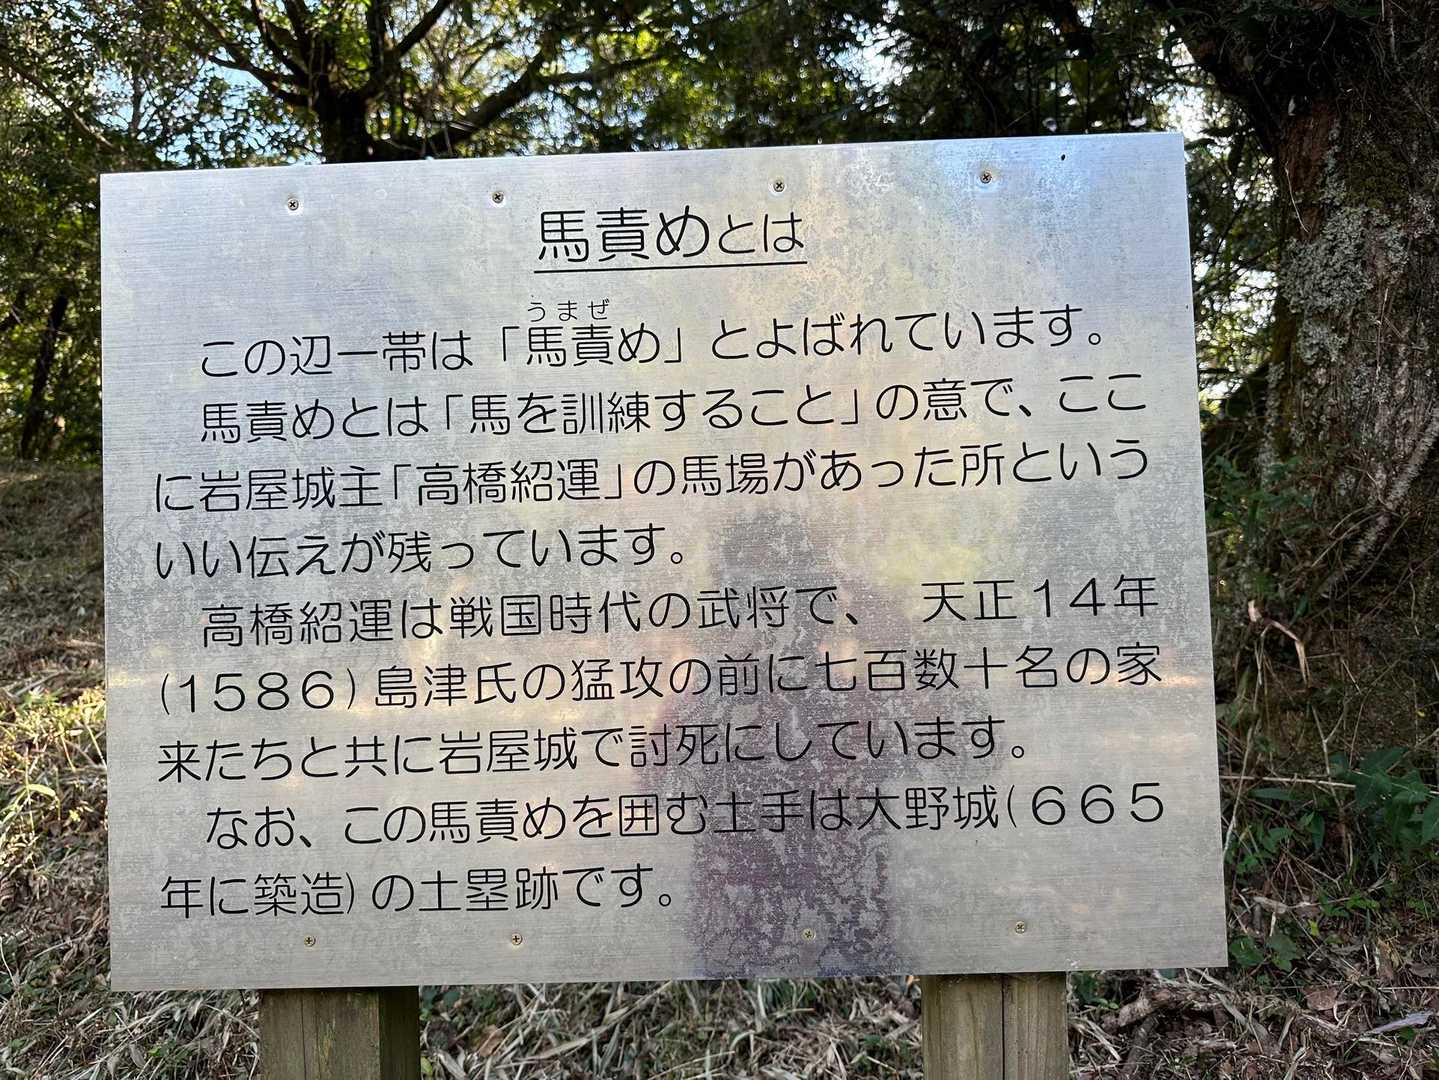 馬責めとは
うまぜ
この辺一帯は「馬責め」とよばれています。
馬責めとは「馬を訓練すること」の意で、ここ
に岩屋城主「高橋紹運」の馬場があった所という
いい伝えが残っています。
高橋紹運は戦国時代の武将で、　天正１４年
(１５８６)島津氏の猛攻の前に七百数十名の家
来たちと共に岩屋城で討死にしています。
なお、この馬責めを囲む土手は大野城(６６５
年に築造)の土塁跡です。